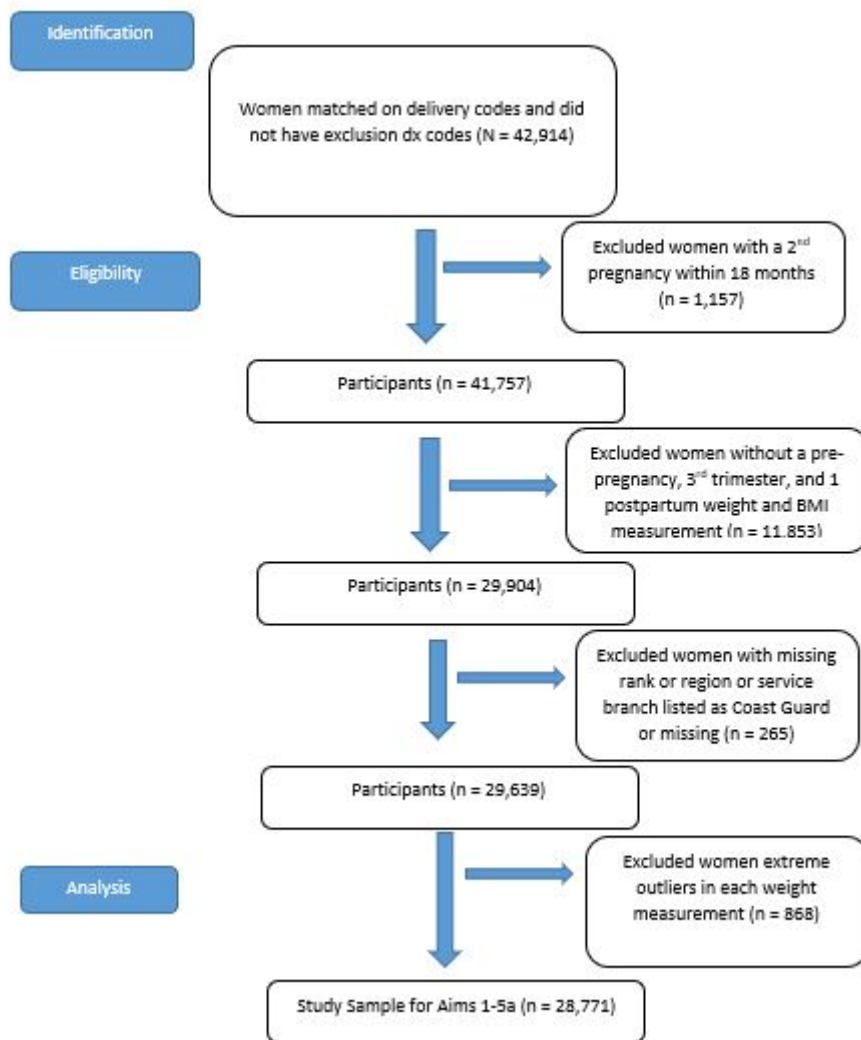 Identification
Women matched on delivery codes and did
not have exclusion dx codes (N = 42,914)
Excluded women with a 2nd
pregnancy within 18 months
(n = 1,157)
Eligibility
Participants (n = 41,757)
Excluded women without a pre-
pregnancy, 3rd trimester, and 1
postpartum weight and BMI
measurement (n = 11.853)
Participants (n = 29,904)
Excluded women with missing
rank or region or service
branch listed as Coast Guard
or missing (n = 265)
Participants (n = 29,639)
Excluded women extreme
outliers in each weight
measurement (n = 868)
Analysis
Study Sample for Aims 1-5a (n = 28,771)